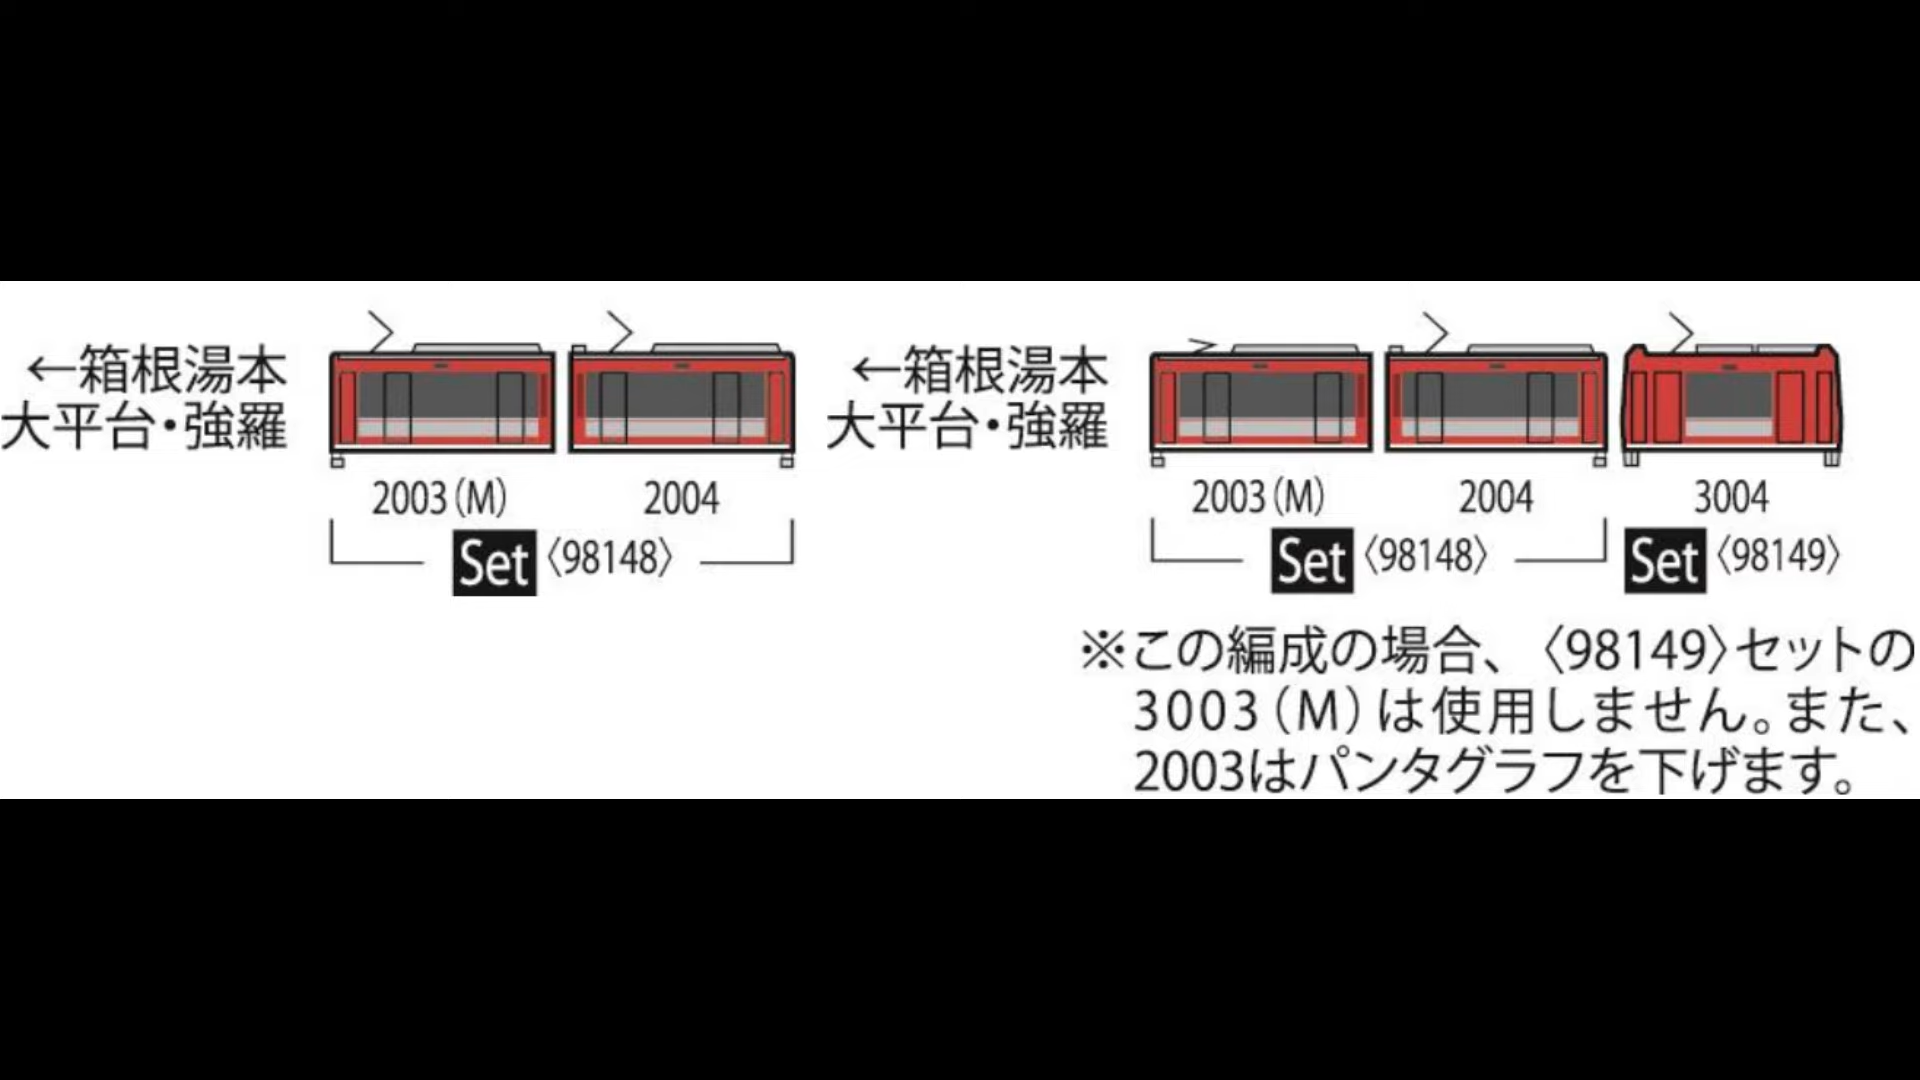 ←箱根湯本
大平台・強羅
2003(M)
2004
Set〈98148〉
←箱根湯本
大平台・強羅
2003(M)
2004
3004
Set〈98148〉
Set〈98149〉
※この編成の場合、〈98149〉セットの
3003(M)は使用しません。また、
2003はパンタグラフを下げます。